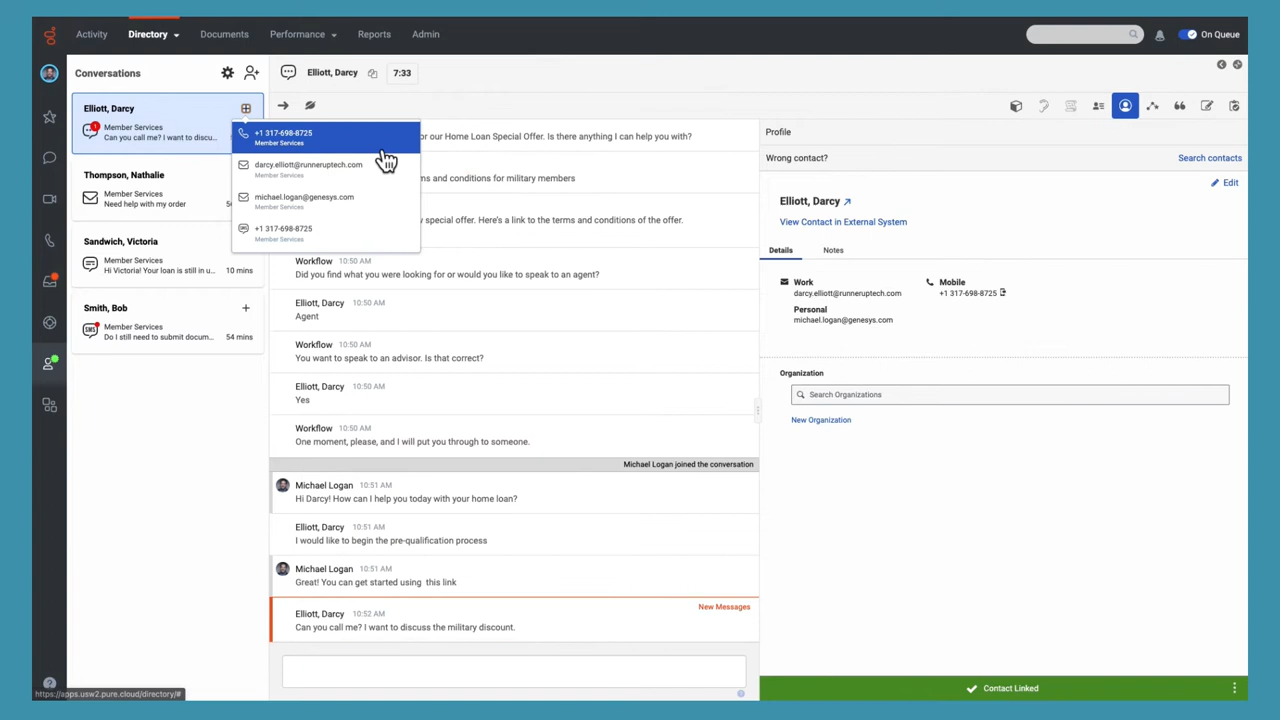 Activity
Directory
Documents
Performance
Reports
Admin
On Queue
Conversations
Elliott, Darcy
7:33
Elliott, Darcy
Member Services
Can you call me? I want to discu...
1
Thompson, Nathalie
Member Services
Need help with my order
Sandwich, Victoria
Member Services
Hi Victoria! Your loan is still in u...
10 mins
Smith, Bob
SMS
Member Services
Do I still need to submit docum...
54 mins
+1 317-698-8725
Member Services
darcy.elliott@runneruptech.com
Member Services
michael.logan@genesys.com
Member Services
+1 317-698-8725
Member Services
or our Home Loan Special Offer. Is there anything I can help you with?
ms and conditions for military members
special offer. Here's a link to the terms and conditions of the offer.
Workflow 10:50 AM
Did you find what you were looking for or would you like to speak to an agent?
Elliott, Darcy 10:50 AM
Agent
Workflow 10:50 AM
You want to speak to an advisor. Is that correct?
Elliott, Darcy 10:50 AM
Yes
Workflow 10:50 AM
One moment, please, and I will put you through to someone.
Michael Logan joined the conversation
Michael Logan 10:51 AM
Hi Darcy! How can I help you today with your home loan?
Elliott, Darcy 10:51 AM
I would like to begin the pre-qualification process
Michael Logan 10:51 AM
Great! You can get started using this link
New Messages
Elliott, Darcy 10:52 AM
Can you call me? I want to discuss the military discount.
Profile
Wrong contact?
Search contacts
Edit
Elliott, Darcy
View Contact in External System
Details
Notes
Work
darcy.elliott@runneruptech.com
Mobile
+1 317-698-8725
Personal
michael.logan@genesys.com
Organization
Search Organizations
New Organization
Contact Linked
https://apps.usw2.pure.cloud/directory/#